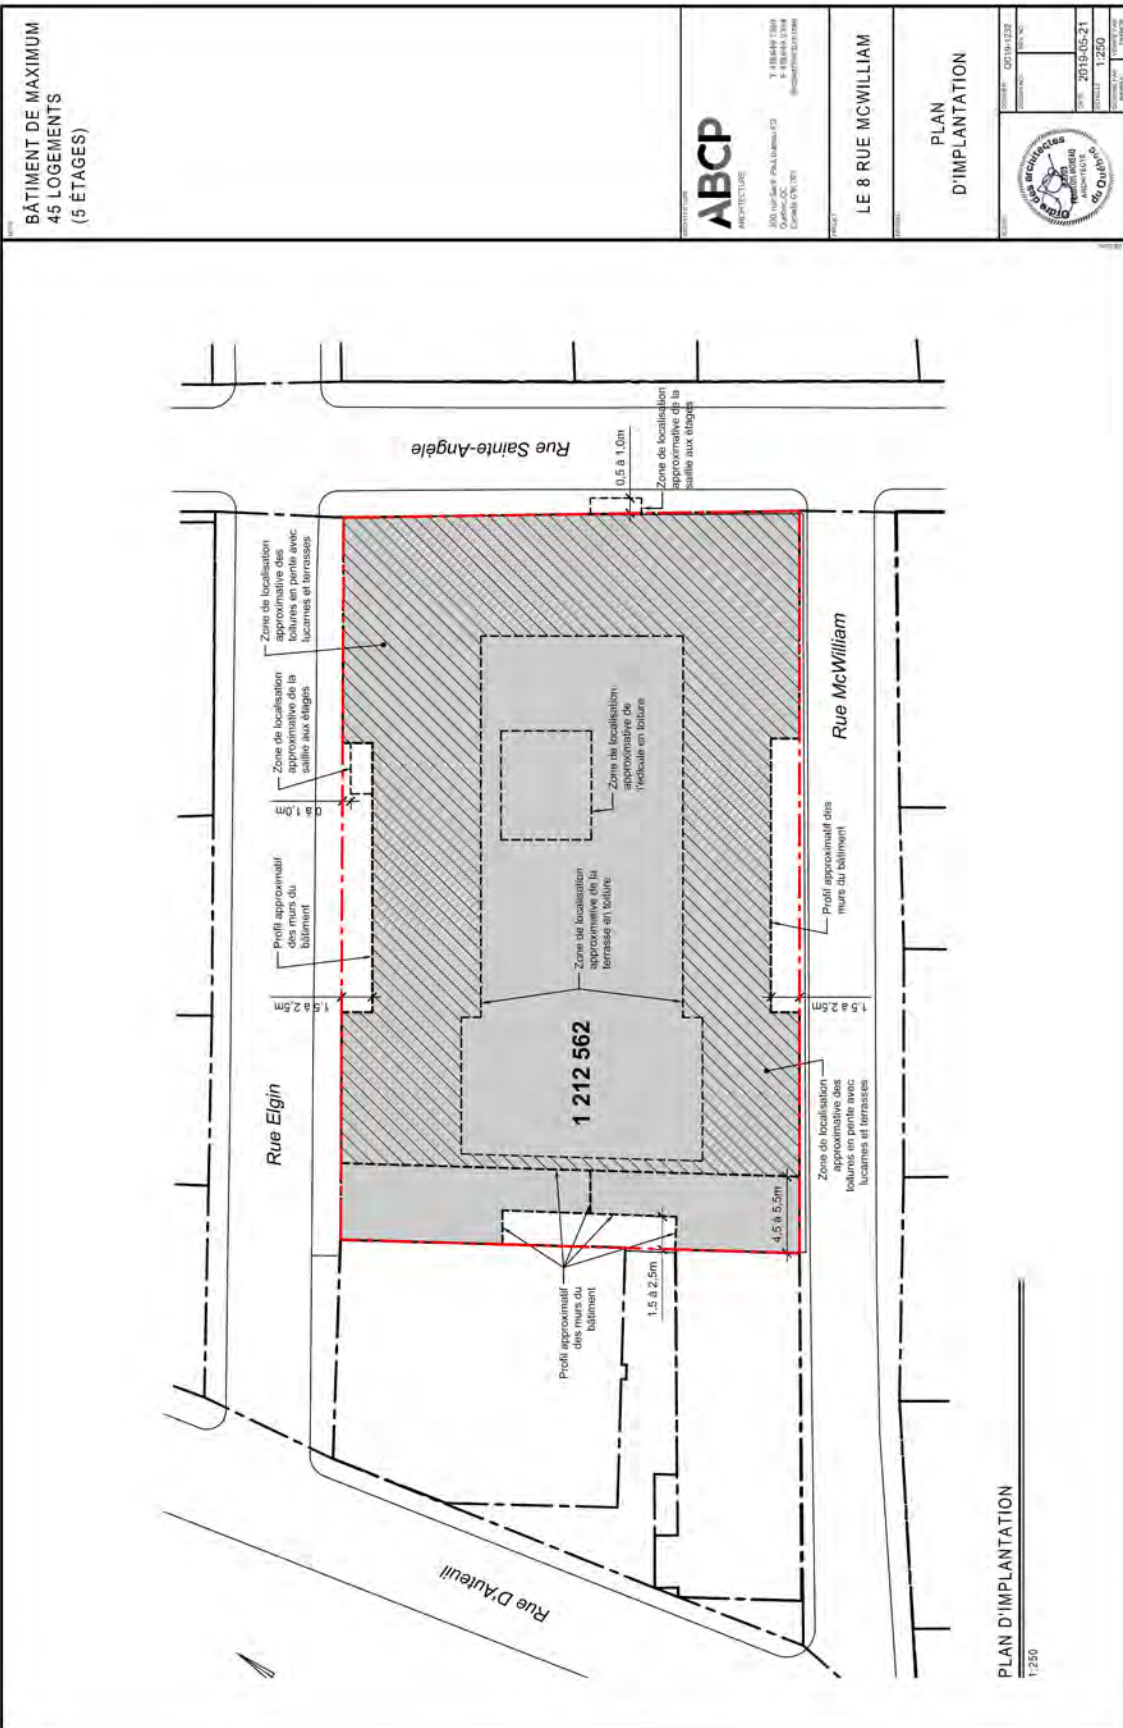 BÂTIMENT DE MAXIMUM
45 LOGEMENTS
(5 ÉTAGES)
ABCP
ARCHITECTURE
LE 8 RUE MCWILLIAM
PLAN
D'IMPLANTATION
2019-05-21
1:250
Ordre des architectes
du Québec
ARCHITECTE
Rue Sainte-Angèle
0,5 à 1,0m
Zone de localisation
approximative de la
saillie aux étages
Zone de localisation
approximative des
toitures en pente avec
lucarnes et terrasses
Zone de localisation
approximative de la
saillie aux étages
0 à 1,0m
Profil approximatif
des murs du
bâtiment
1,5 à 2,5m
Rue Elgin
Zone de localisation
approximative de
l'édicule en toiture
Zone de localisation
approximative de la
terrasse en toiture
1 212 562
Rue McWilliam
Profil approximatif des
murs du bâtiment
1,5 à 2,5m
Zone de localisation
approximative des
toitures en pente avec
lucarnes et terrasses
4,5 à 5,5m
1,5 à 2,5m
Profil approximatif
des murs du
bâtiment
Rue D'Auteuil
PLAN D'IMPLANTATION
1:250